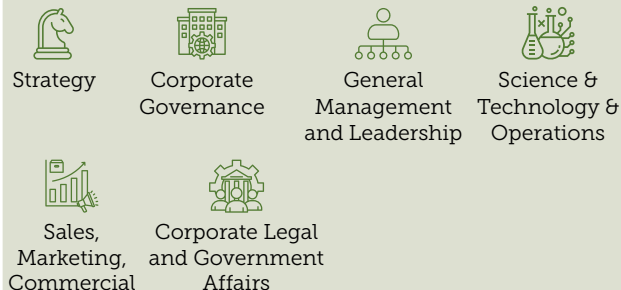 Strategy
Corporate
Governance
General
Management
and Leadership
Science &
Technology &
Operations
Sales,
Marketing,
Commercial
Corporate Legal
and Government
Affairs